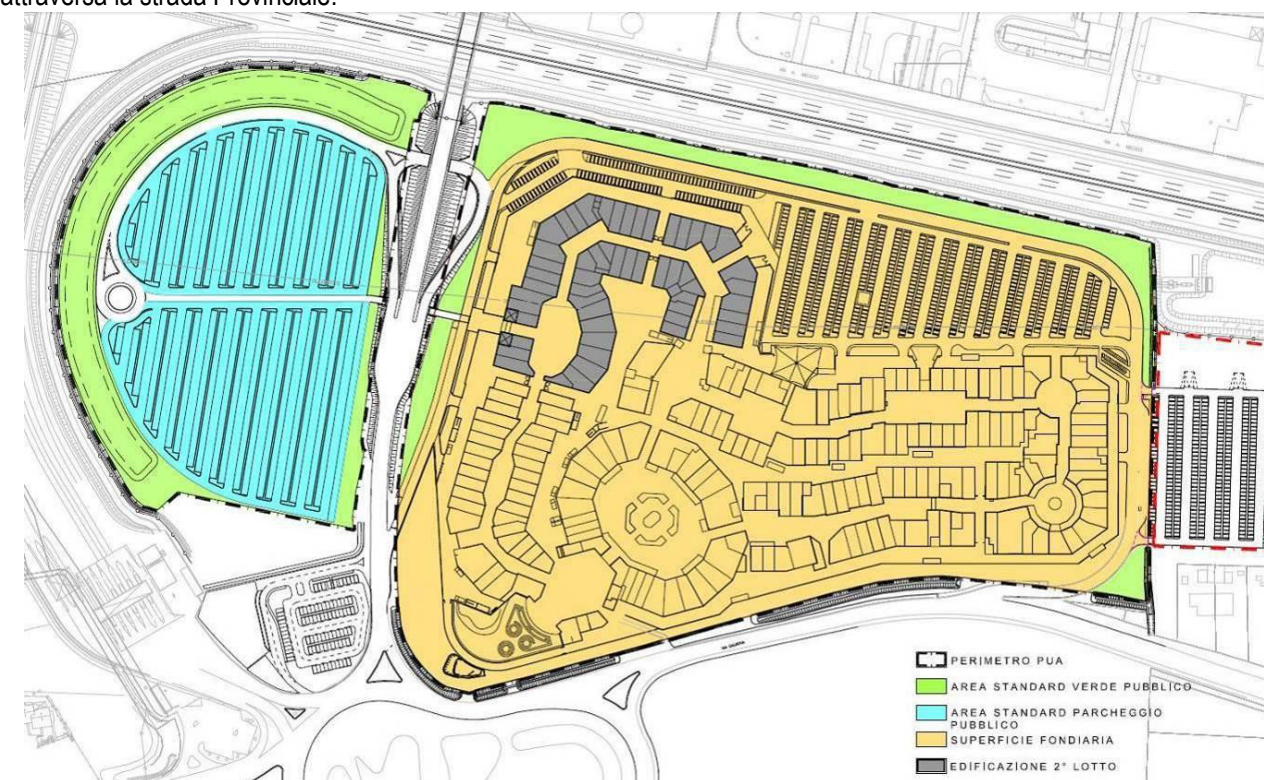 attraversa la strada Provinciale.
PERIMETRO PUA
AREA STANDARD VERDE PUBBLICO
AREA STANDARD PARCHEGGIO
PUBBLICO
SUPERFICIE FONDIARIA
EDIFICAZIONE 2° LOTTO